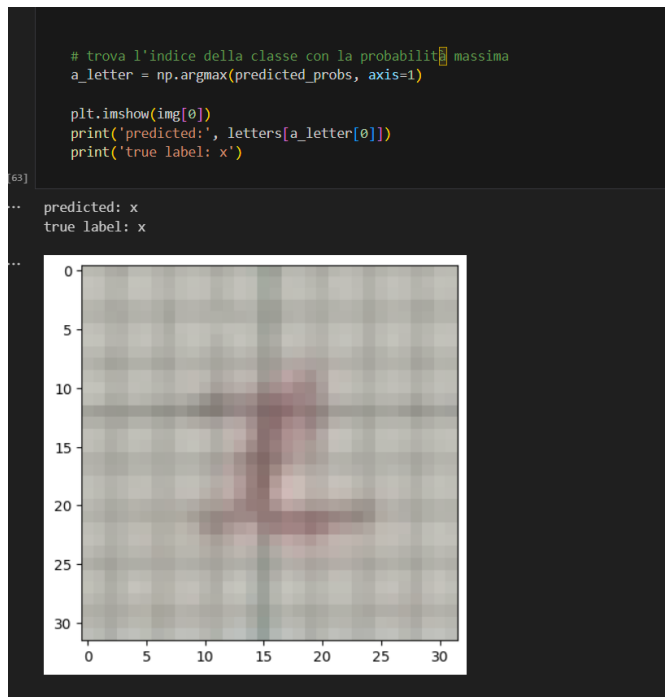 # trova l'indice della classe con la probabilità massima
a_letter = np.argmax(predicted_probs, axis=1)
plt.imshow(img[0])
print('predicted:', letters[a_letter[0]])
print('true label: x')
[63]
... predicted: x
true label: x
...
0
5
10
15
20
25
30
0 5 10 15 20 25 30